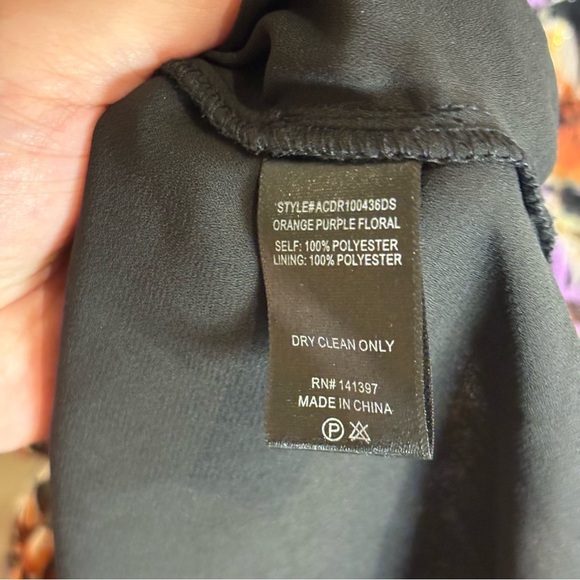 STYLE#ACDR100436DS
ORANGE PURPLE FLORAL
SELF: 100% POLYESTER
LINING: 100% POLYESTER
DRY CLEAN ONLY
RN# 141397
MADE IN CHINA
P